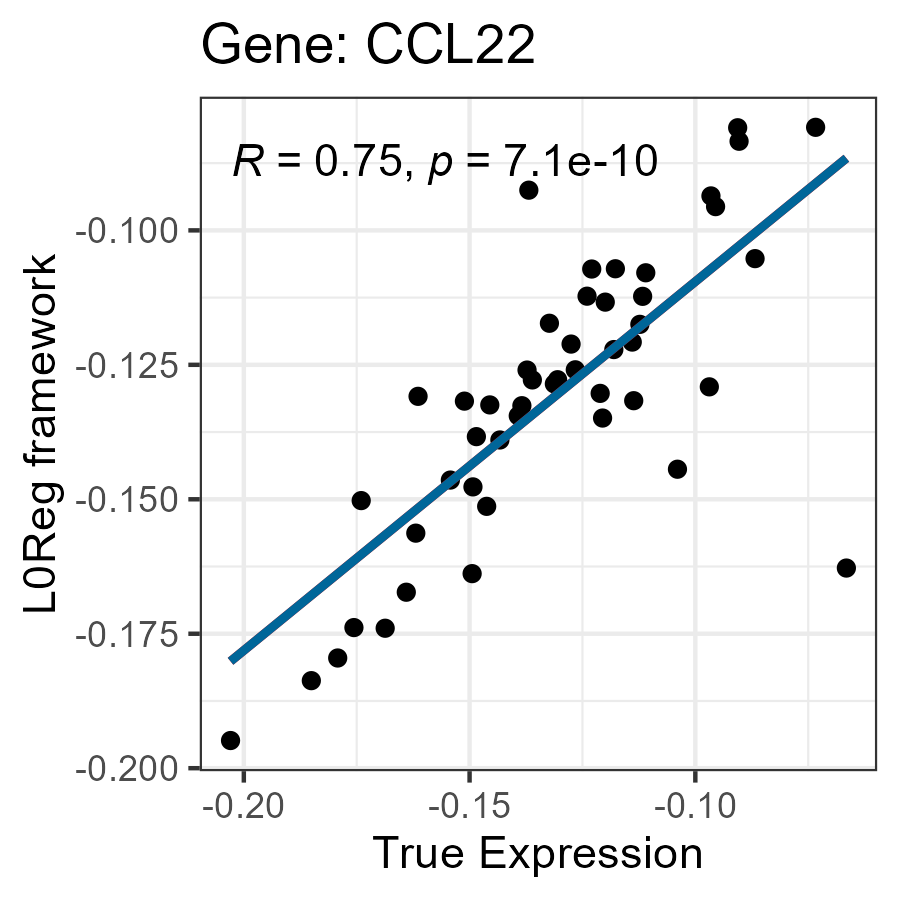 Gene: CCL22
R = 0.75, p = 7.1e-10
L0Reg framework
-0.100
-0.125
-0.150
-0.175
-0.200
-0.20
-0.15
-0.10
True Expression